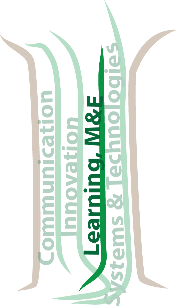 Communication
Innovation
Learning, M&E
Systems & Technologies